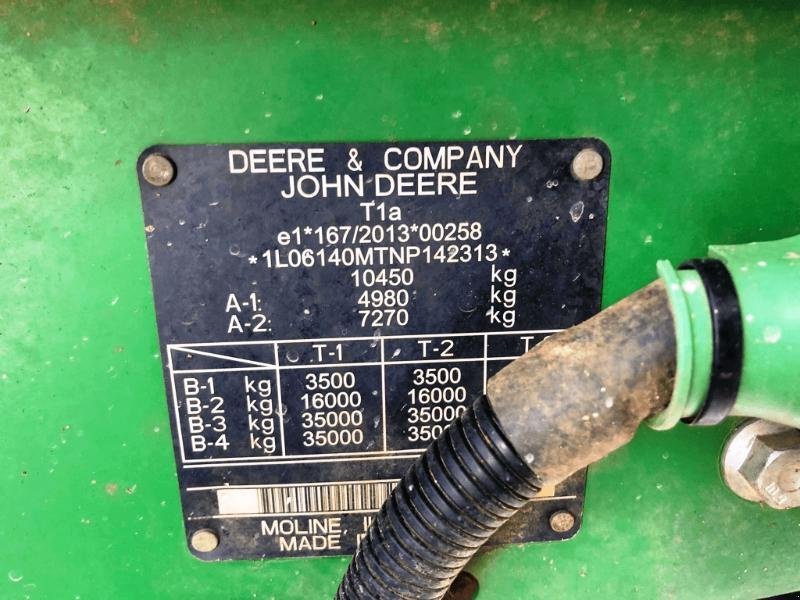 DEERE & COMPANY
JOHN DEERE
T1a
e1*167/2013*00258
*1L06140MTNP142313*
10450 kg
A-1: 4980 kg
A-2: 7270 kg
T-1 T-2
B-1 kg 3500 3500
B-2 kg 16000 16000
B-3 kg 35000 35000
B-4 kg 35000
MOLINE,
MADE